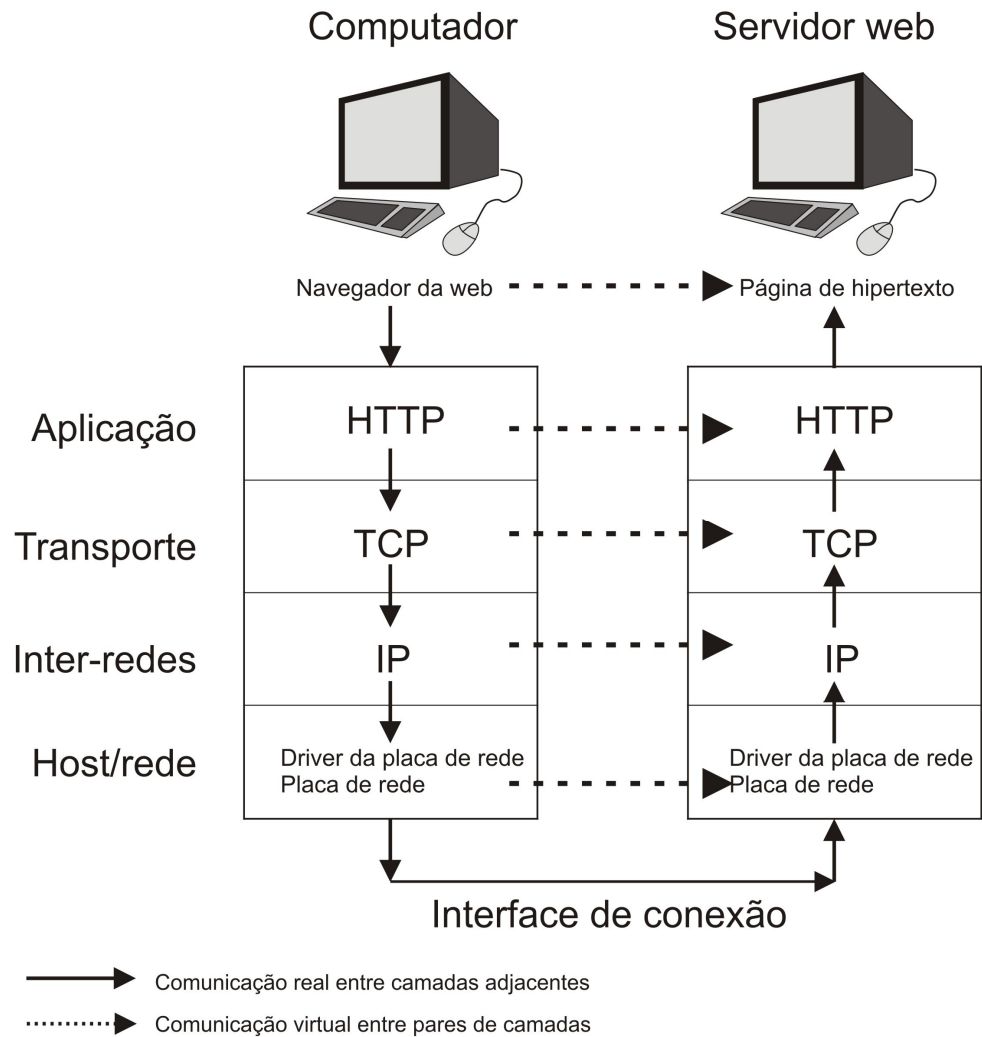 Computador
Servidor web
Navegador da web
Página de hipertexto
Aplicação
HTTP
HTTP
Transporte
TCP
TCP
Inter-redes
IP
IP
Host/rede
Driver da placa de rede
Placa de rede
Driver da placa de rede
Placa de rede
Interface de conexão
Comunicação real entre camadas adjacentes
Comunicação virtual entre pares de camadas